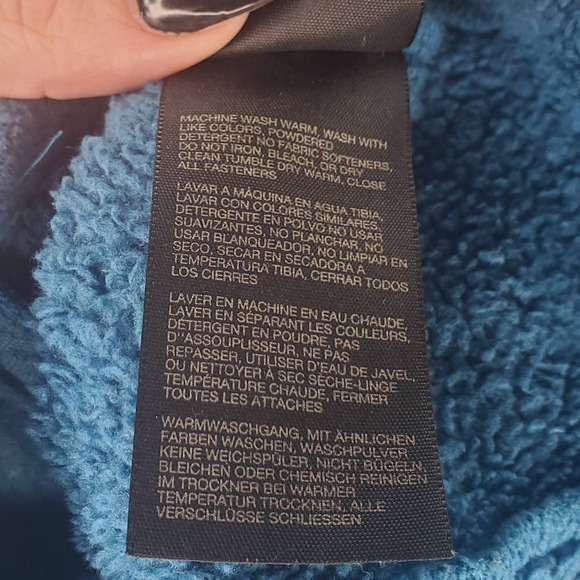 MACHINE WASH WARM, WASH WITH
LIKE COLORS, POWDERED
DETERGENT NO FABRIC SOFTENERS,
DO NOT IRON, BLEACH, OR DRY
CLEAN TUMBLE DRY WARM, CLOSE
ALL FASTENERS
LAVAR A MÁQUINA EN AGUA TIBIA,
LAVAR CON COLORES SIMILARES,
DETERGENTE EN POLVO NO USAR
SUAVIZANTES, NO PLANCHAR, NO
USAR BLANQUEADOR, NO LIMPIAR EN
SECO, SECAR EN SECADORA A
TEMPERATURA TIBIA, CERRAR TODOS
LOS CIERRES
LAVER EN MACHINE EN EAU CHAUDE,
LAVER EN SÉPARANT LES COULEURS,
DÉTERGENT EN POUDRE, PAS
D''ASSOUPLISSEUR, NE PAS
REPASSER, UTILISER D'EAU DE JAVEL,
OU NETTOYER À SEC SÈCHE-LINGE
TEMPÉRATURE CHAUDE, FERMER
TOUTES LES ATTACHES
WARMWASCHGANG, MIT ÄHNLICHEN
FARBEN WASCHEN, WASCHPULVER
KEINE WEICHSPÜLER, NICHT BÜGELN,
BLEICHEN ODER CHEMISCH REINIGEN
IM TROCKNER BEI WARMER
TEMPERATUR TROCKNEN, ALLE
VERSCHLÜSSE SCHLIESSEN